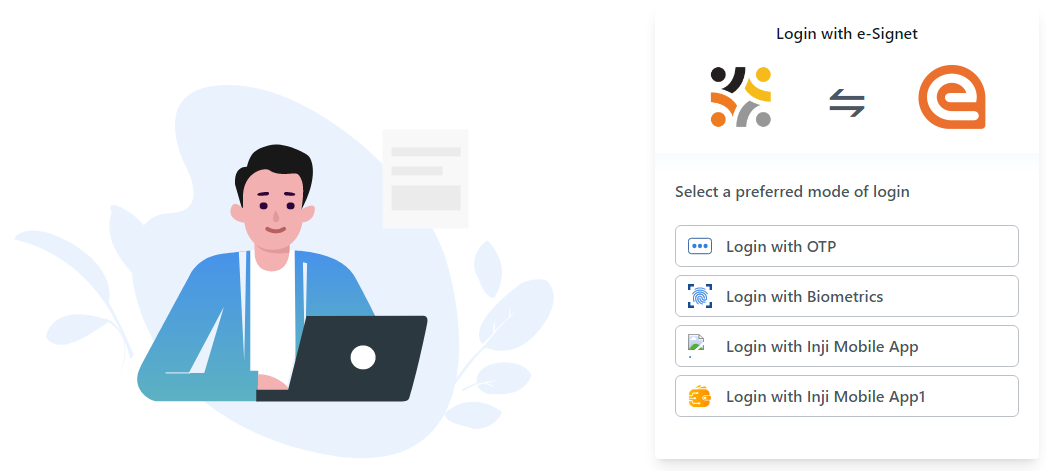 Login with e-Signet
Select a preferred mode of login
Login with OTP
Login with Biometrics
Login with Inji Mobile App
Login with Inji Mobile App1